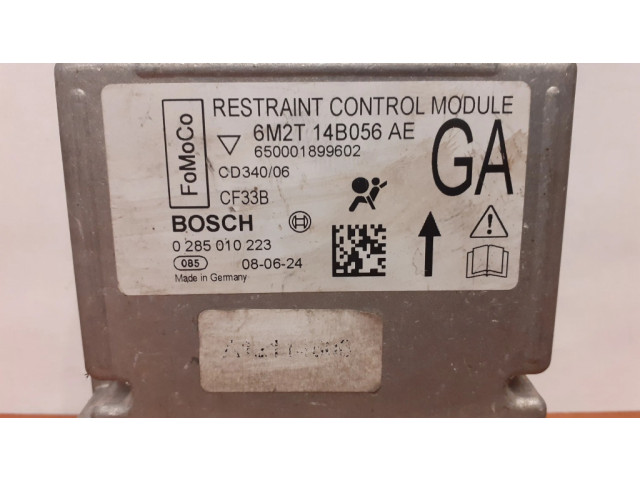 FoMoCo
RESTRAINT CONTROL MODULE
6M2T 14B056 AE
650001899602
GA
CD340/06
CF33B
BOSCH
0 285 010 223
085 08-06-24
Made in Germany